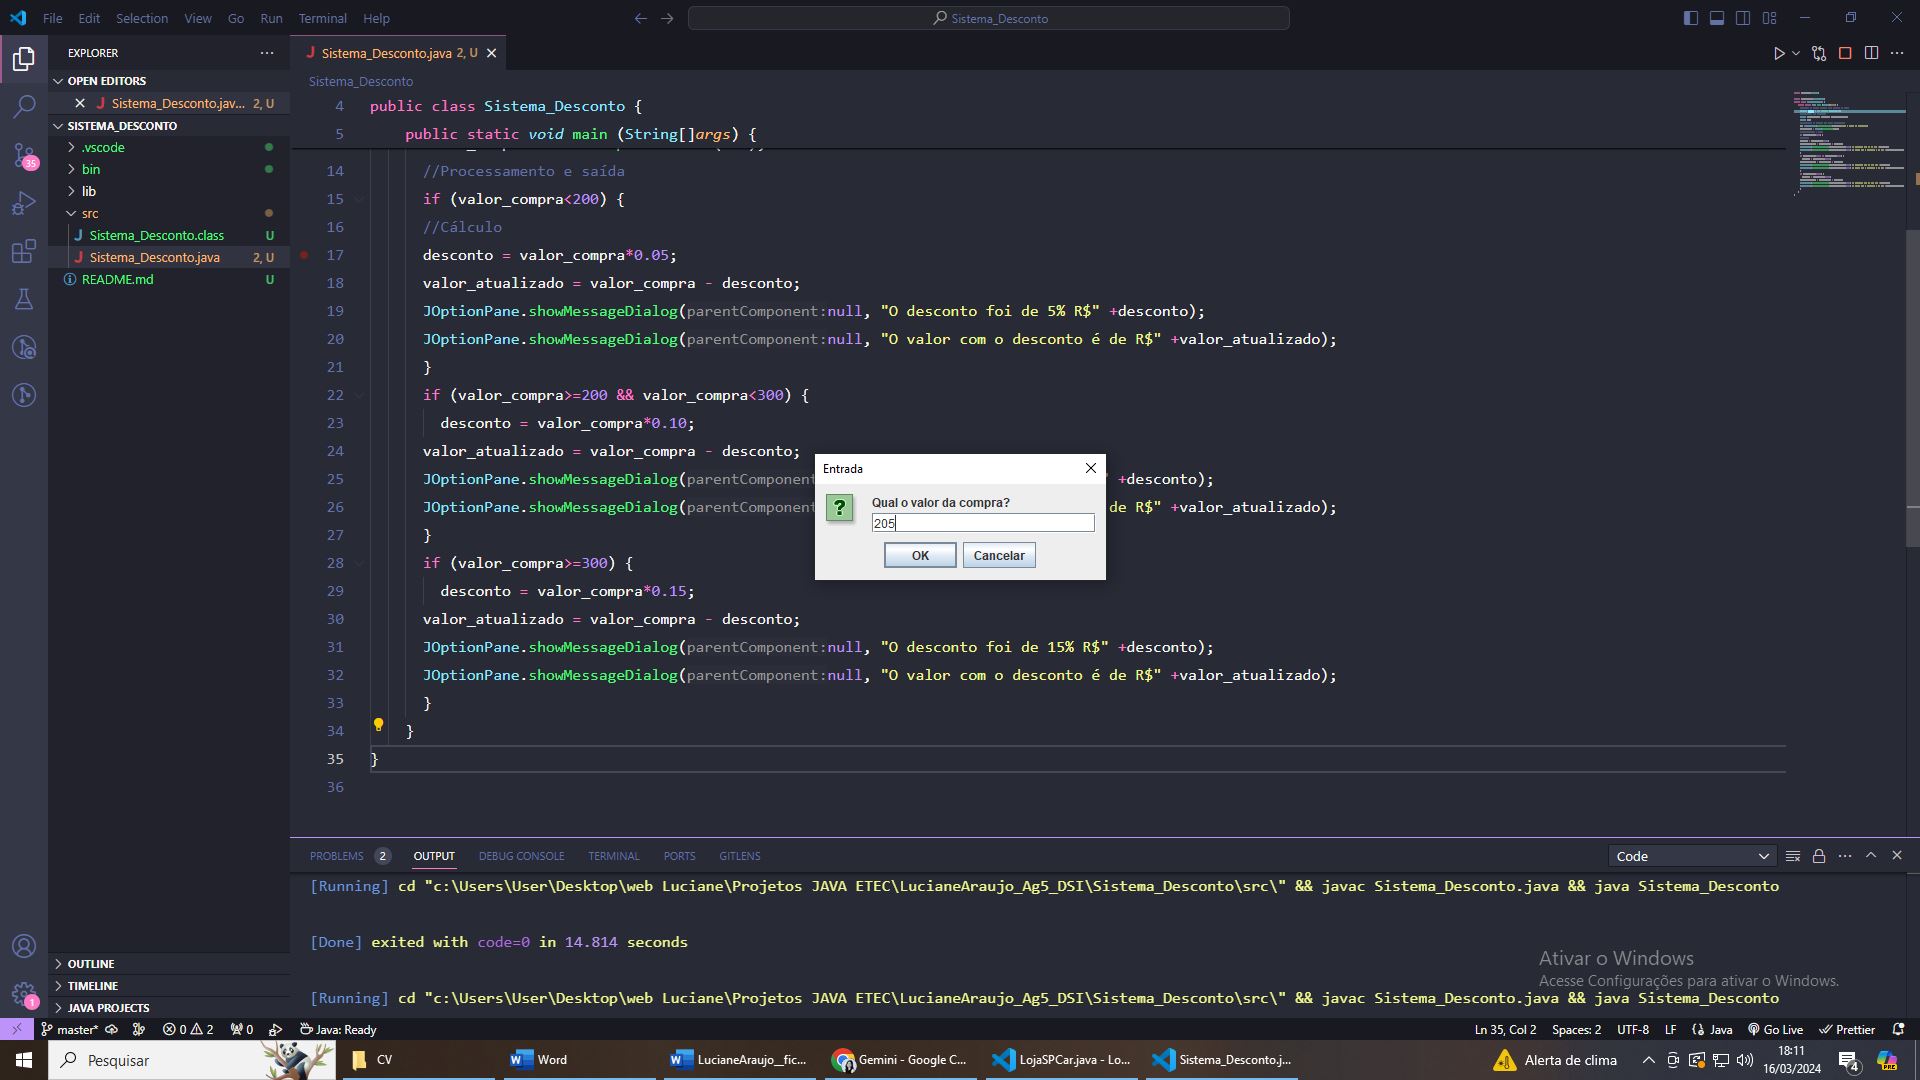 File Edit Selection View Go Run Terminal Help
Sistema_Desconto
EXPLORER
OPEN EDITORS
Sistema_Desconto.jav... 2, U
SISTEMA_DESCONTO
.vscode
bin
lib
src
Sistema_Desconto.class U
Sistema_Desconto.java 2, U
README.md U
OUTLINE
TIMELINE
JAVA PROJECTS
35
1
Sistema_Desconto.java 2, U
Sistema_Desconto
4 public class Sistema_Desconto {
5 public static void main (String[]args) {
14 //Processamento e saída
15 if (valor_compra<200) {
16 //Cálculo
17 desconto = valor_compra*0.05;
18 valor_atualizado = valor_compra - desconto;
19 JOptionPane.showMessageDialog(parentComponent:null, "O desconto foi de 5% R$" +desconto);
20 JOptionPane.showMessageDialog(parentComponent:null, "O valor com o desconto é de R$" +valor_atualizado);
21 }
22 if (valor_compra>=200 && valor_compra<300) {
23 desconto = valor_compra*0.10;
24 valor_atualizado = valor_compra - desconto;
25 JOptionPane.showMessageDialog(parentComponent " +desconto);
26 JOptionPane.showMessageDialog(parentComponent de R$" +valor_atualizado);
27 }
28 if (valor_compra>=300) {
29 desconto = valor_compra*0.15;
30 valor_atualizado = valor_compra - desconto;
31 JOptionPane.showMessageDialog(parentComponent:null, "O desconto foi de 15% R$" +desconto);
32 JOptionPane.showMessageDialog(parentComponent:null, "O valor com o desconto é de R$" +valor_atualizado);
33 }
34 }
35 }
36
Entrada
Qual o valor da compra?
205
OK Cancelar
PROBLEMS 2 OUTPUT DEBUG CONSOLE TERMINAL PORTS GITLENS Code
[Running] cd "c:\Users\User\Desktop\web Luciane\Projetos JAVA ETEC\LucianeAraujo_Ag5_DSI\Sistema_Desconto\src\" && javac Sistema_Desconto.java && java Sistema_Desconto
[Done] exited with code=0 in 14.814 seconds
[Running] cd "c:\Users\User\Desktop\web Luciane\Projetos JAVA ETEC\LucianeAraujo_Ag5_DSI\Sistema_Desconto\src\" && javac Sistema_Desconto.java && java Sistema_Desconto
Ativar o Windows
Acesse Configurações para ativar o Windows.
master* 0 2 0 Java: Ready Ln 35, Col 2 Spaces: 2 UTF-8 LF Java Go Live Prettier
Pesquisar CV Word LucianeAraujo__fic... Gemini - Google C... LojaSPCar.java - Lo... Sistema_Desconto.j... Alerta de clima 18:11
16/03/2024 4